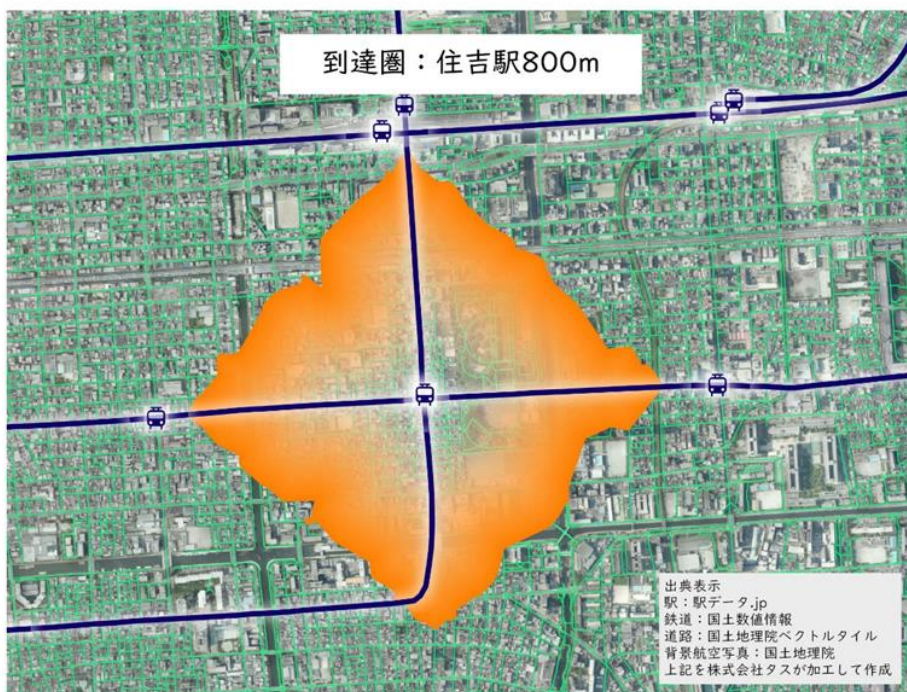 到達圏：住吉駅800m
出典表示
駅：駅データ.jp
鉄道：国土数値情報
道路：国土地理院ベクトルタイル
背景航空写真：国土地理院
上記を株式会社タスが加工して作成